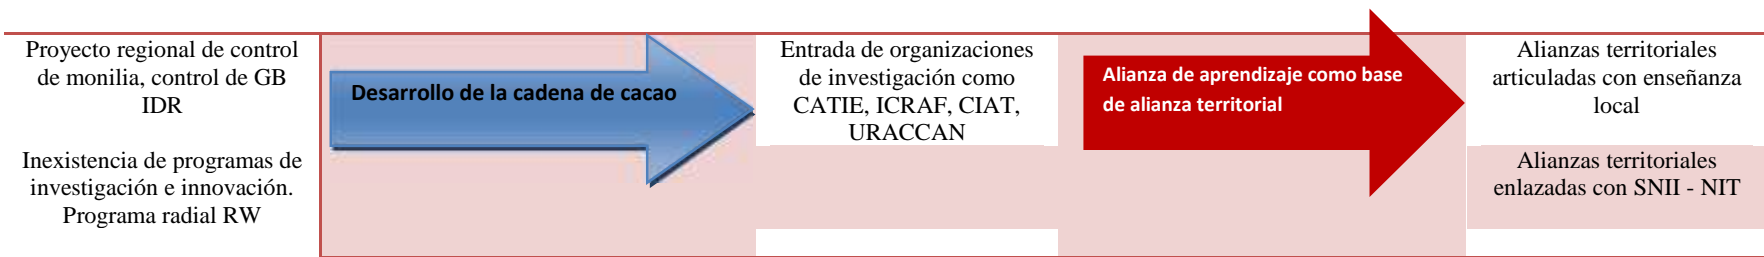 Proyecto regional de control
de monilia, control de GB
IDR
Inexistencia de programas de
investigación e innovación.
Programa radial RW
Desarrollo de la cadena de cacao
Entrada de organizaciones
de investigación como
CATIE, ICRAF, CIAT,
URACCAN
Alianza de aprendizaje como base
de alianza territorial
Alianzas territoriales
articuladas con enseñanza
local
Alianzas territoriales
enlazadas con SNII - NIT